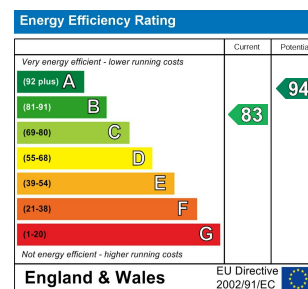 Energy Efficiency Rating
Current Potentia
Very energy efficient - lower running costs
(92 plus) A
94
(81-91) B
83
(69-80) C
(55-68) D
(39-54) E
(21-38) F
(1-20) G
Not energy efficient - higher running costs
England & Wales
EU Directive
2002/91/EC